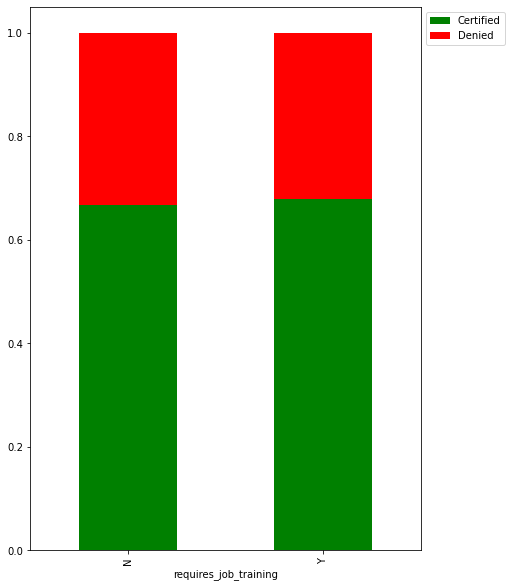 Certified
Denied
1.0
0.8
0.6
0.4
0.2
0.0
N
Y
requires_job_training